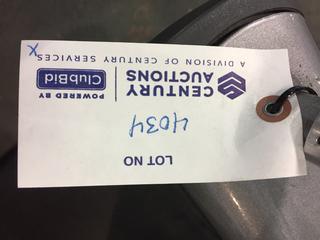 LOT NO
4034
CENTURY
AUCTIONS
A DIVISION OF CENTURY SERVICES
POWERED BY
ClubBid
x